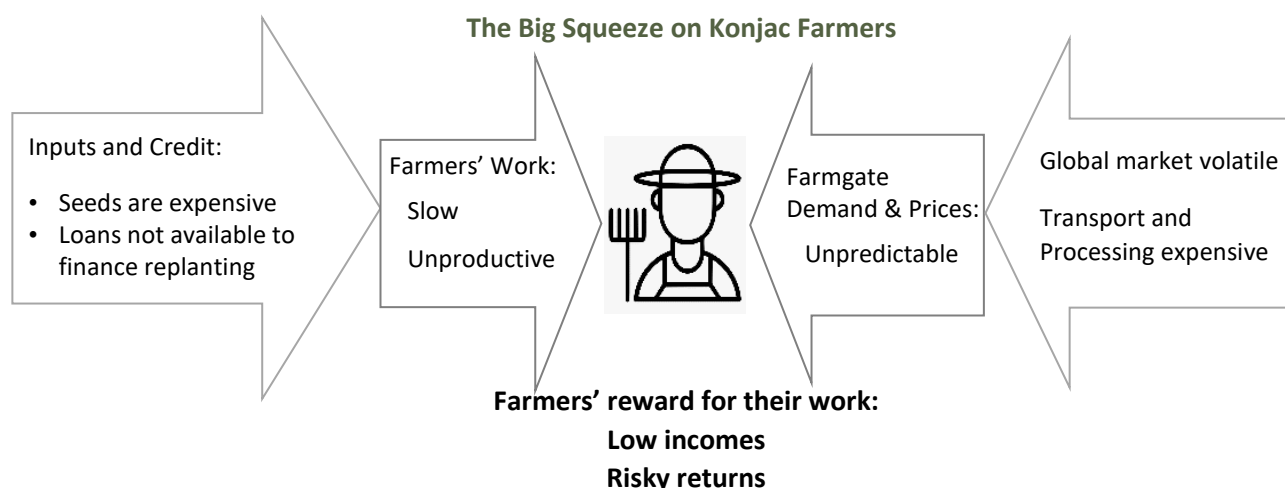 The Big Squeeze on Konjac Farmers
Inputs and Credit:
• Seeds are expensive
• Loans not available to
finance replanting
Farmers’ Work:
Slow
Unproductive
Farmgate
Demand & Prices:
Unpredictable
Global market volatile
Transport and
Processing expensive
Farmers’ reward for their work:
Low incomes
Risky returns